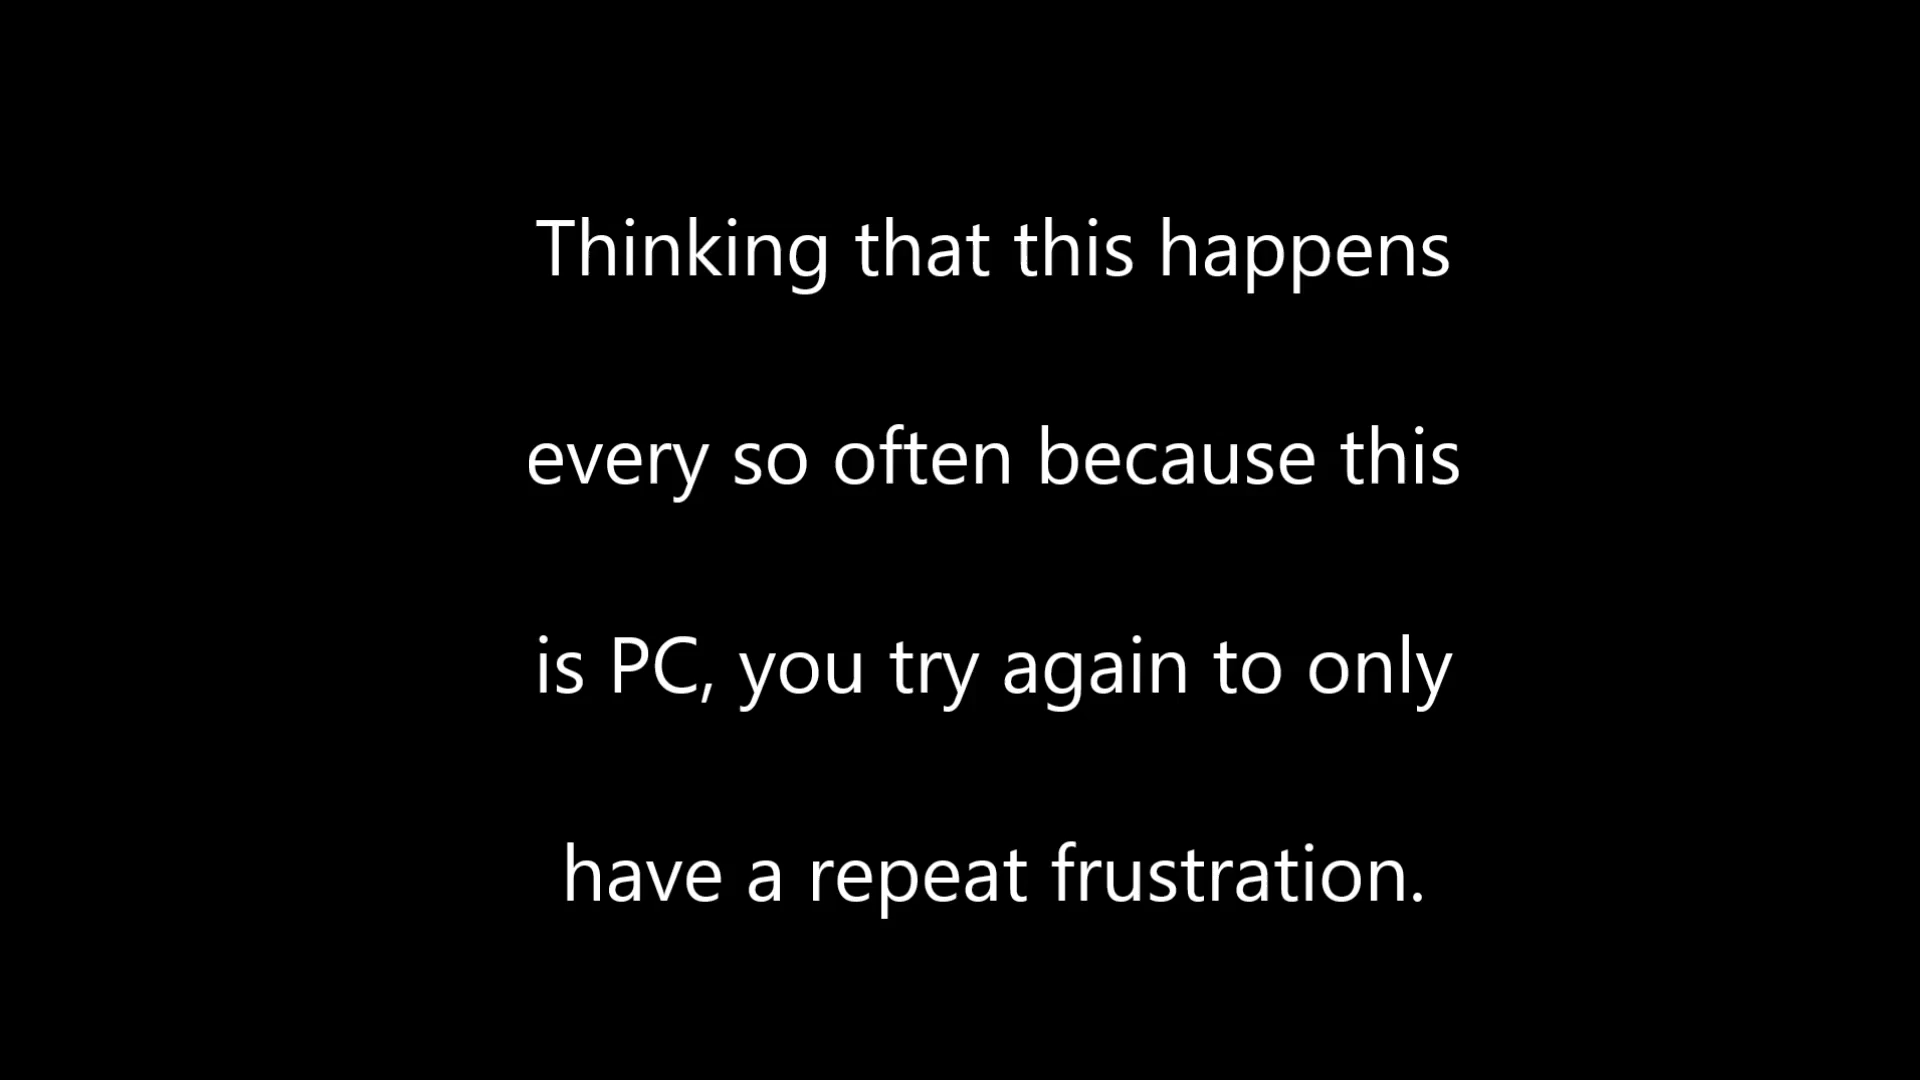 Thinking that this happens
every so often because this
is PC, you try again to only
have a repeat frustration.